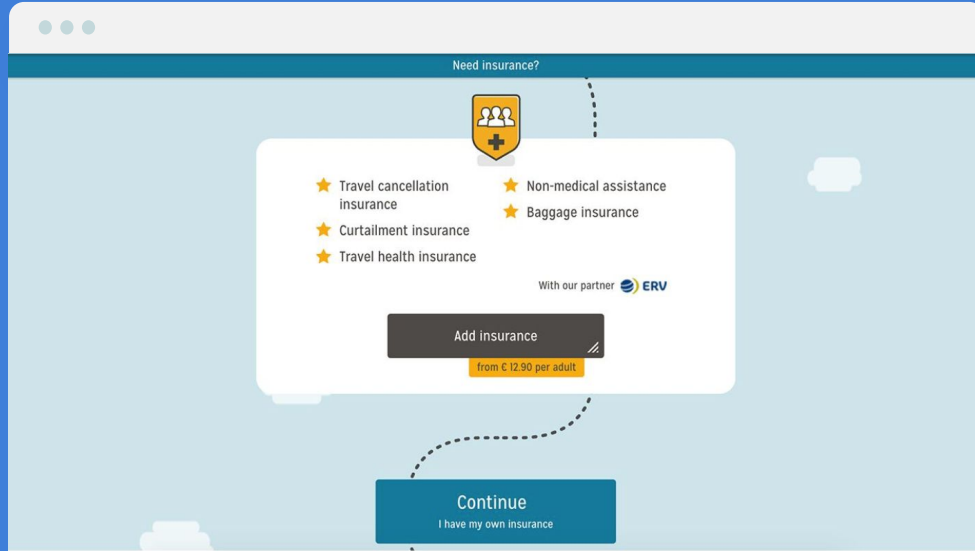 Need insurance?
Travel cancellation
insurance
Curtailment insurance
Travel health insurance
Non-medical assistance
Baggage insurance
With our partner ERV
Add insurance
from € 12.90 per adult
Continue
I have my own insurance